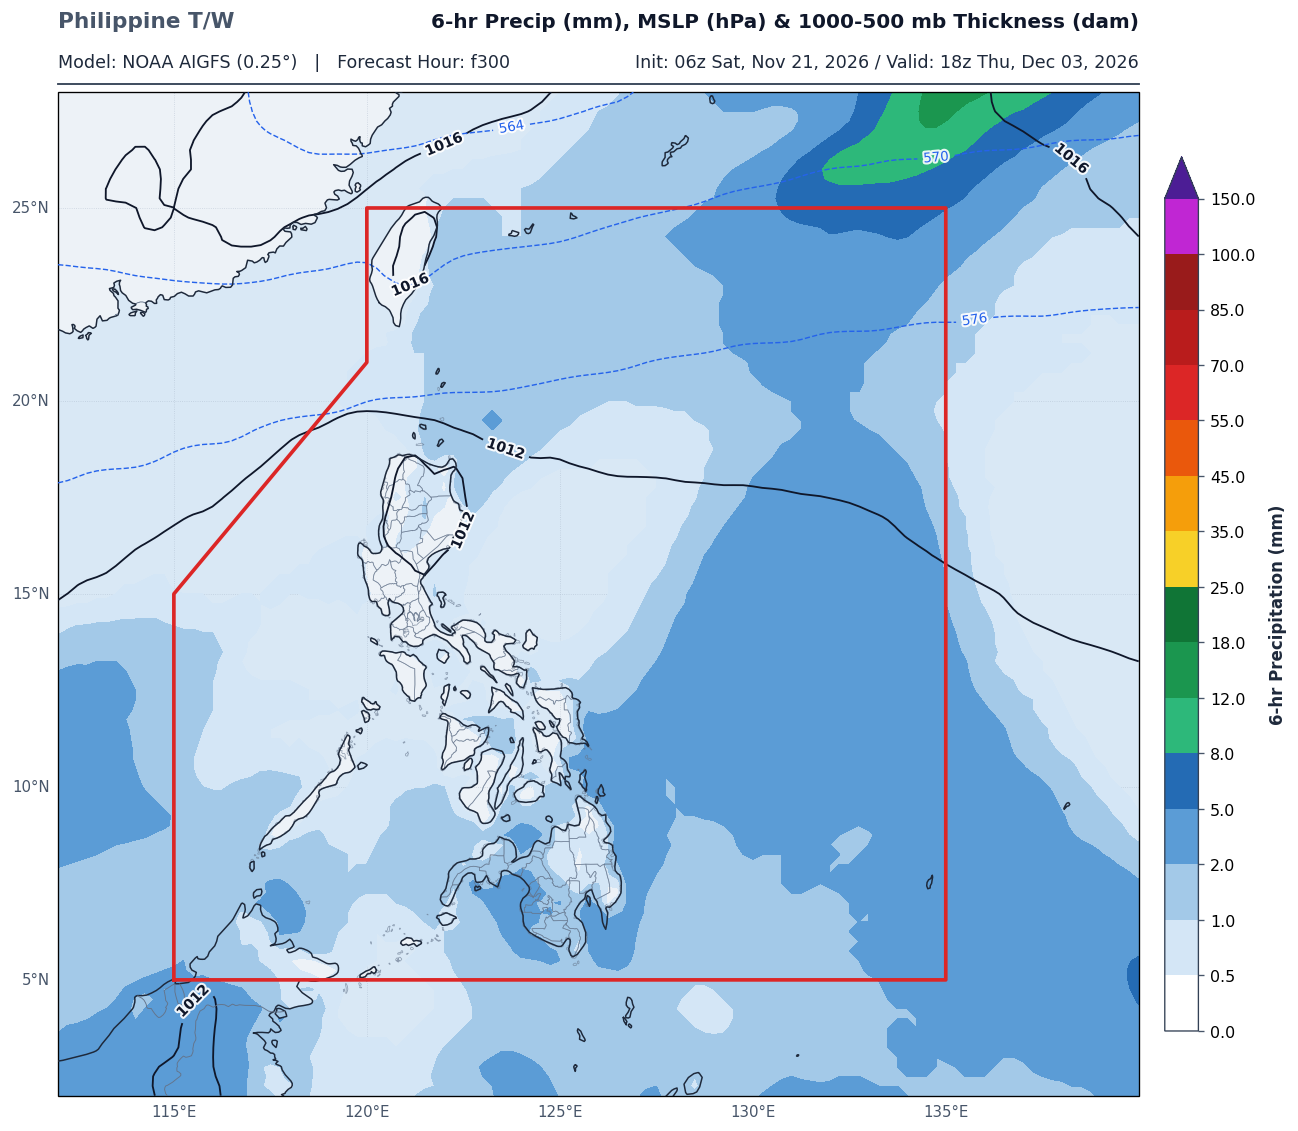 Philippine T/W
6-hr Precip (mm), MSLP (hPa) & 1000-500 mb Thickness (dam)
Model: NOAA AIGFS (0.25°) | Forecast Hour: f300
Init: 06z Sat, Nov 21, 2026 / Valid: 18z Thu, Dec 03, 2026
564
1016
570
1016
1016
576
1012
1012
1012
25°N
20°N
15°N
10°N
5°N
115°E
120°E
125°E
130°E
135°E
150.0
100.0
85.0
70.0
55.0
45.0
35.0
25.0
18.0
12.0
8.0
5.0
2.0
1.0
0.5
0.0
6-hr Precipitation (mm)